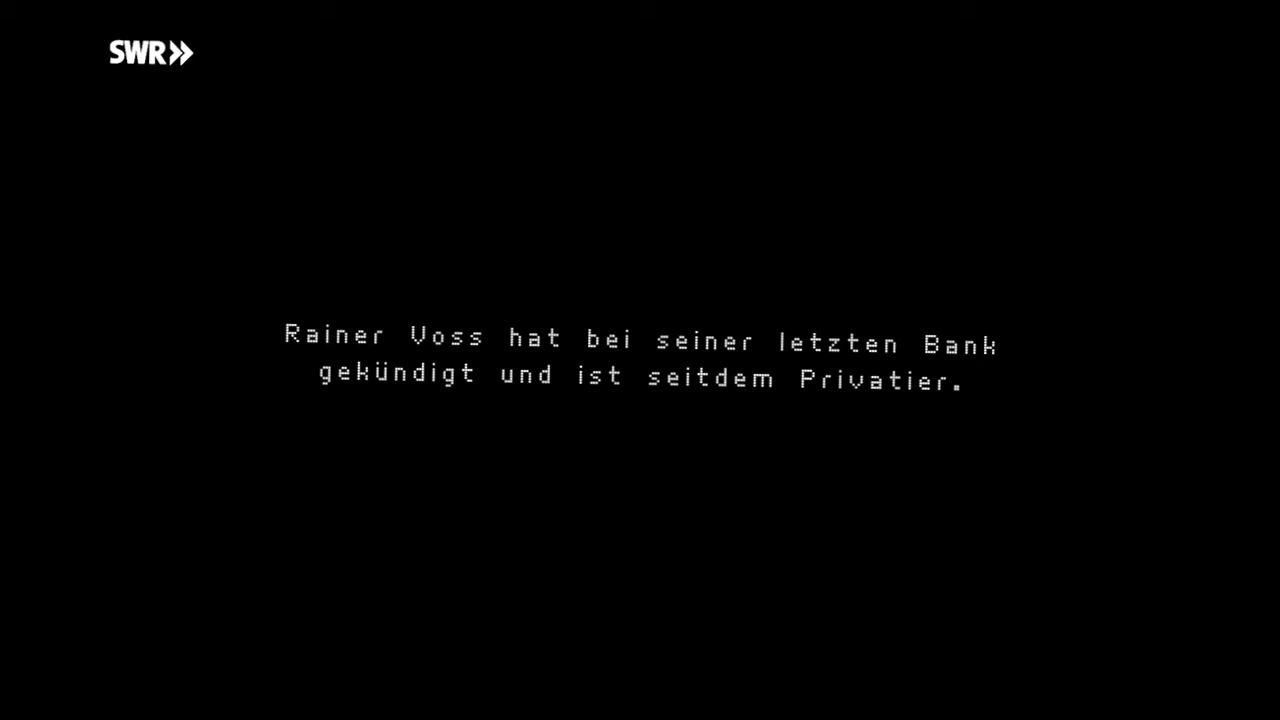 SWR»
Rainer Voss hat bei seiner letzten Bank
gekündigt und ist seitdem Privatier.